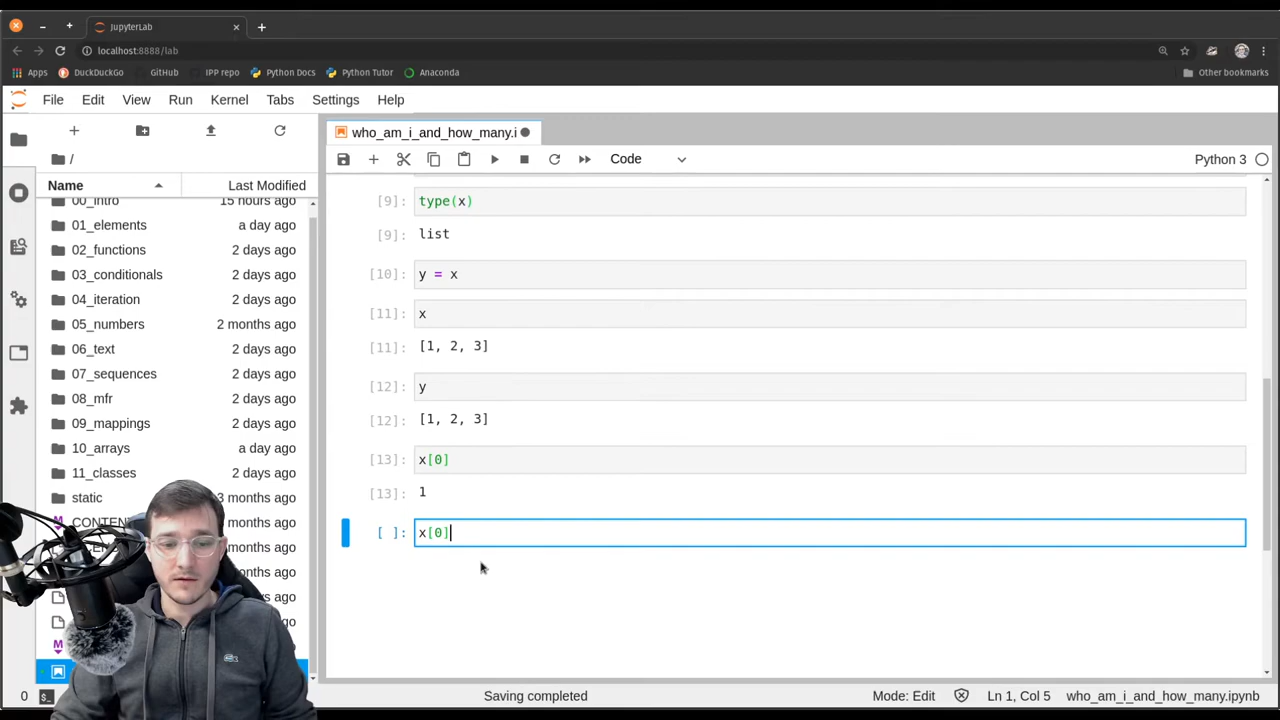 JupyterLab
localhost:8888/lab
Apps DuckDuckGo GitHub IPP repo Python Docs Python Tutor Anaconda Other bookmarks
File Edit View Run Kernel Tabs Settings Help
who_am_i_and_how_many.i
/
Code Python 3
Name Last Modified
00_intro 15 hours ago
01_elements a day ago
02_functions 2 days ago
03_conditionals 2 days ago
04_iteration 2 days ago
05_numbers 2 months ago
06_text 2 days ago
07_sequences 2 days ago
08_mfr 2 days ago
09_mappings 2 days ago
10_arrays a day ago
11_classes 2 days ago
static 3 months ago
months ago
months ago
months ago
ago
ago
ago
[9]: type(x)
[9]: list
[10]: y = x
[11]: x
[11]: [1, 2, 3]
[12]: y
[12]: [1, 2, 3]
[13]: x[0]
[13]: 1
[ ]: x[0]
0 $_ Saving completed Mode: Edit Ln 1, Col 5 who_am_i_and_how_many.ipynb